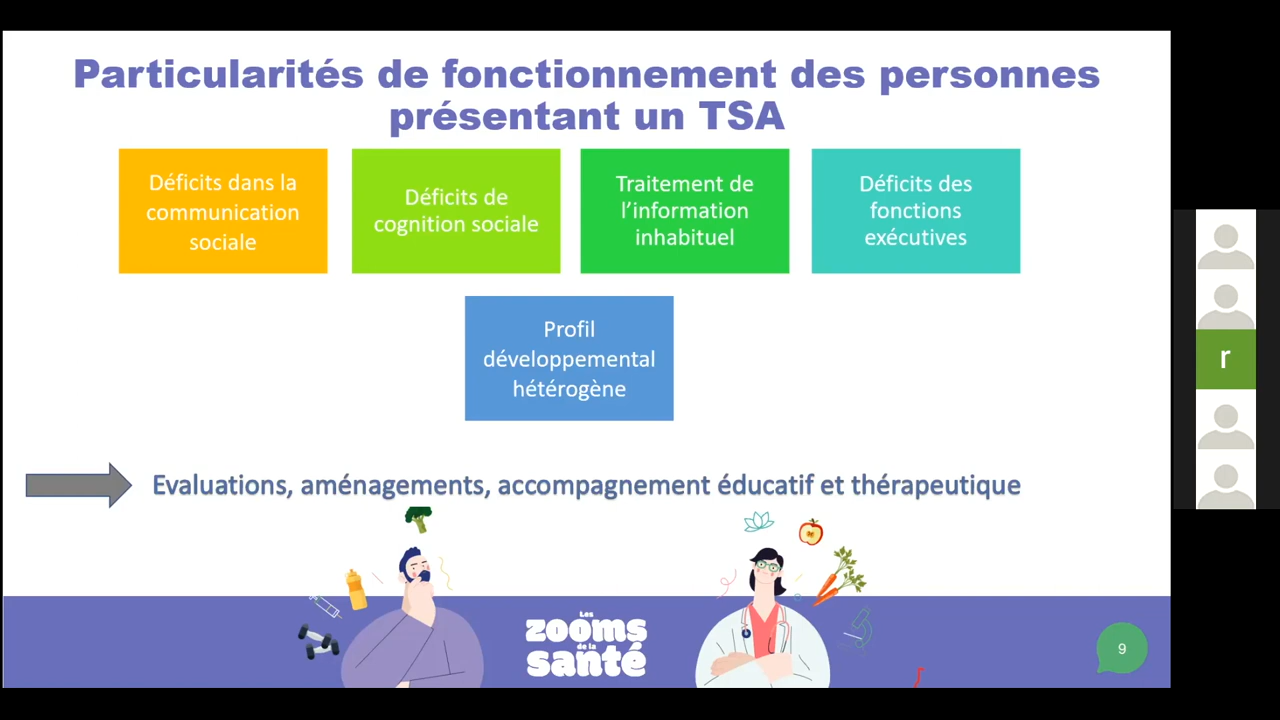 Particularités de fonctionnement des personnes
présentant un TSA
Déficits dans la
communication
sociale
Déficits de
cognition sociale
Traitement de
l’information
inhabituel
Déficits des
fonctions
exécutives
Profil
développemental
hétérogène
Evaluations, aménagements, accompagnement éducatif et thérapeutique
Les
zooms
de la
santé
9
r